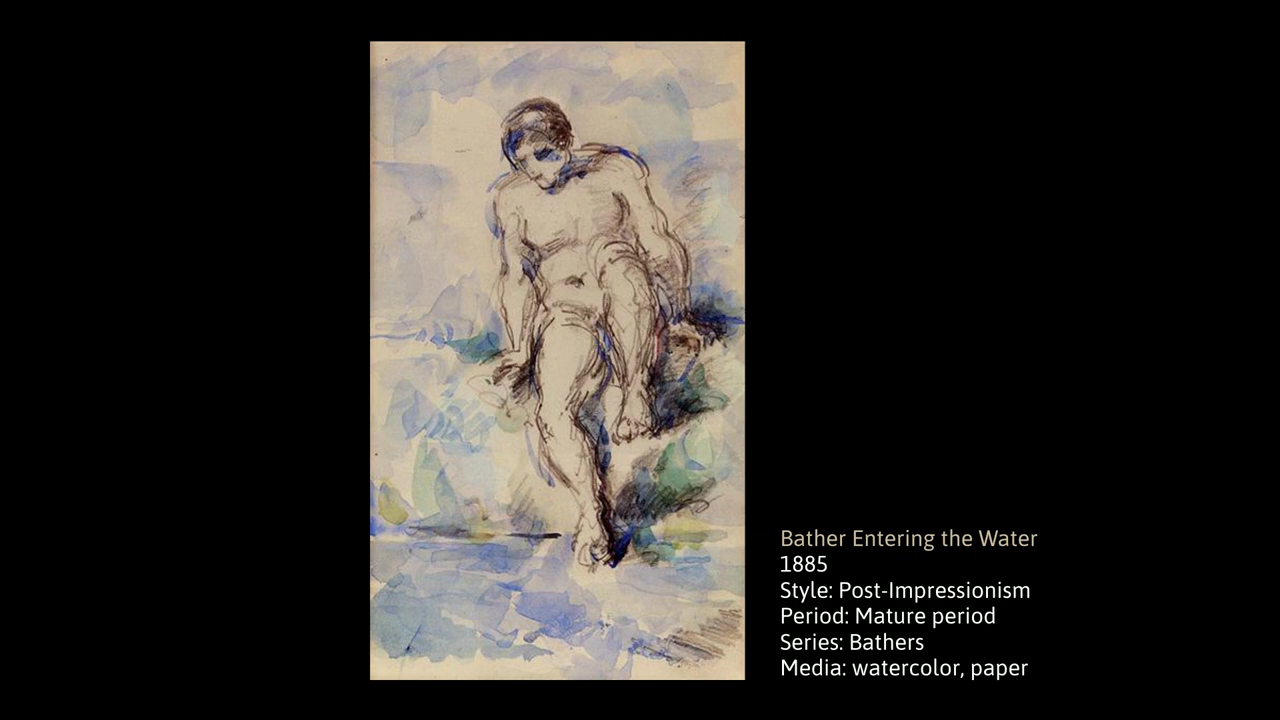 Bather Entering the Water
1885
Style: Post-Impressionism
Period: Mature period
Series: Bathers
Media: watercolor, paper